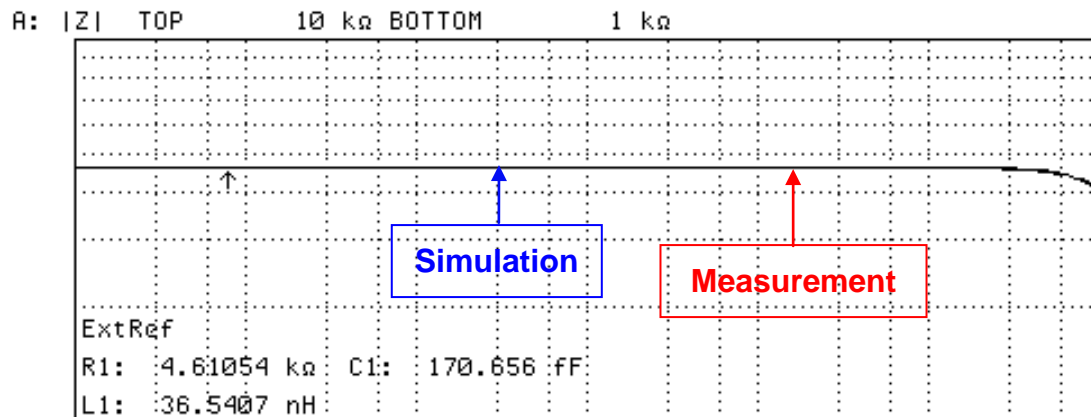 A: |Z| TOP 10 kΩ BOTTOM 1 kΩ
Simulation
Measurement
ExtRef
R1: 4.61054 kΩ C1: 170.656 fF
L1: 36.5407 nH